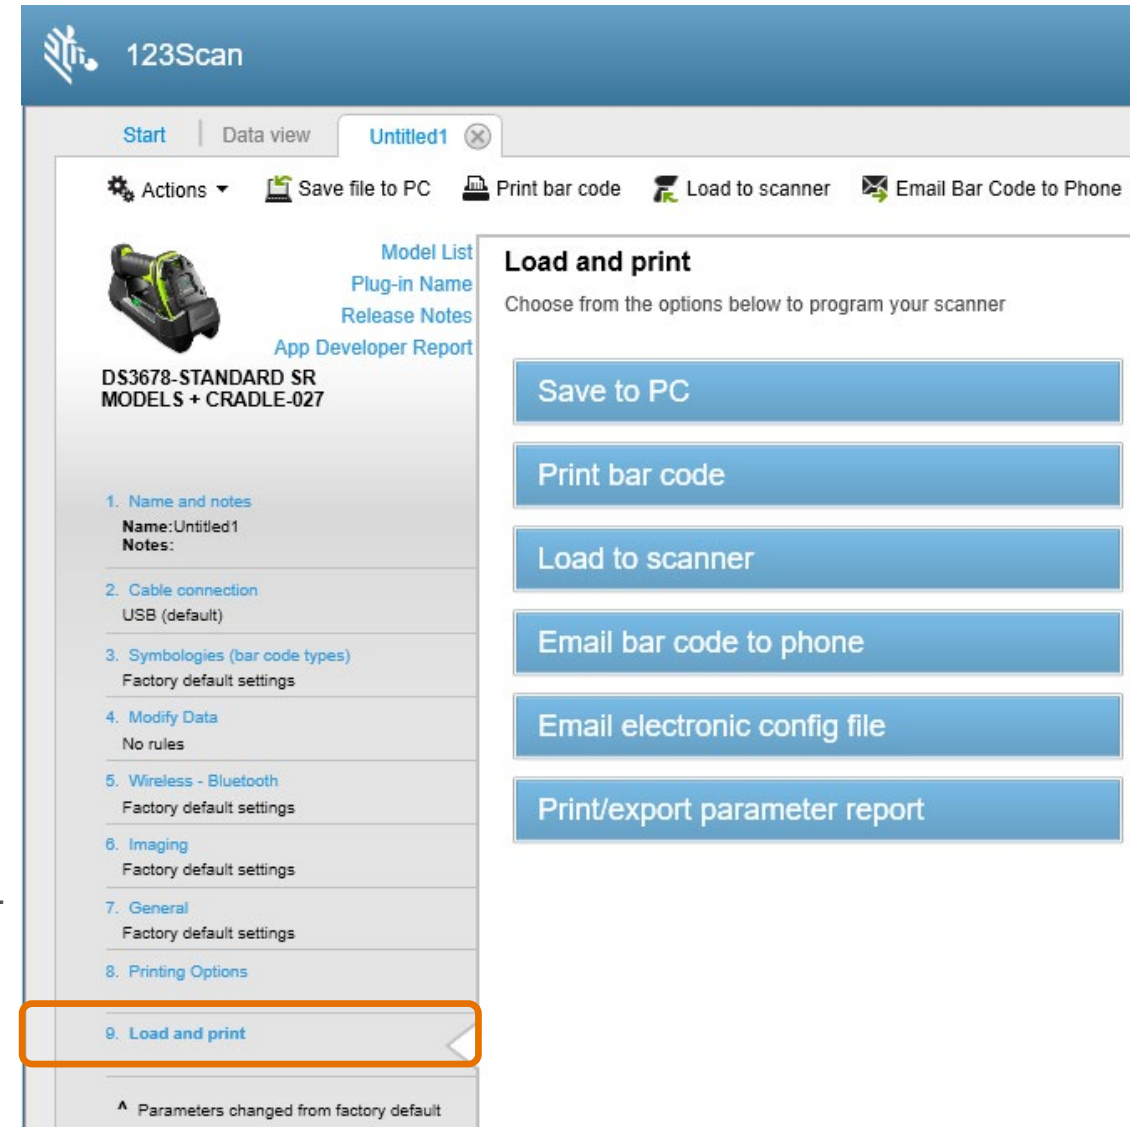 123Scan
Start | Data view Untitled1
Actions Save file to PC Print bar code Load to scanner Email Bar Code to Phone
Model List
Plug-in Name
Release Notes
App Developer Report
DS3678-STANDARD SR
MODELS + CRADLE-027
1. Name and notes
Name:Untitled1
Notes:
2. Cable connection
USB (default)
3. Symbologies (bar code types)
Factory default settings
4. Modify Data
No rules
5. Wireless - Bluetooth
Factory default settings
6. Imaging
Factory default settings
7. General
Factory default settings
8. Printing Options
9. Load and print
^ Parameters changed from factory default
Load and print
Choose from the options below to program your scanner
Save to PC
Print bar code
Load to scanner
Email bar code to phone
Email electronic config file
Print/export parameter report